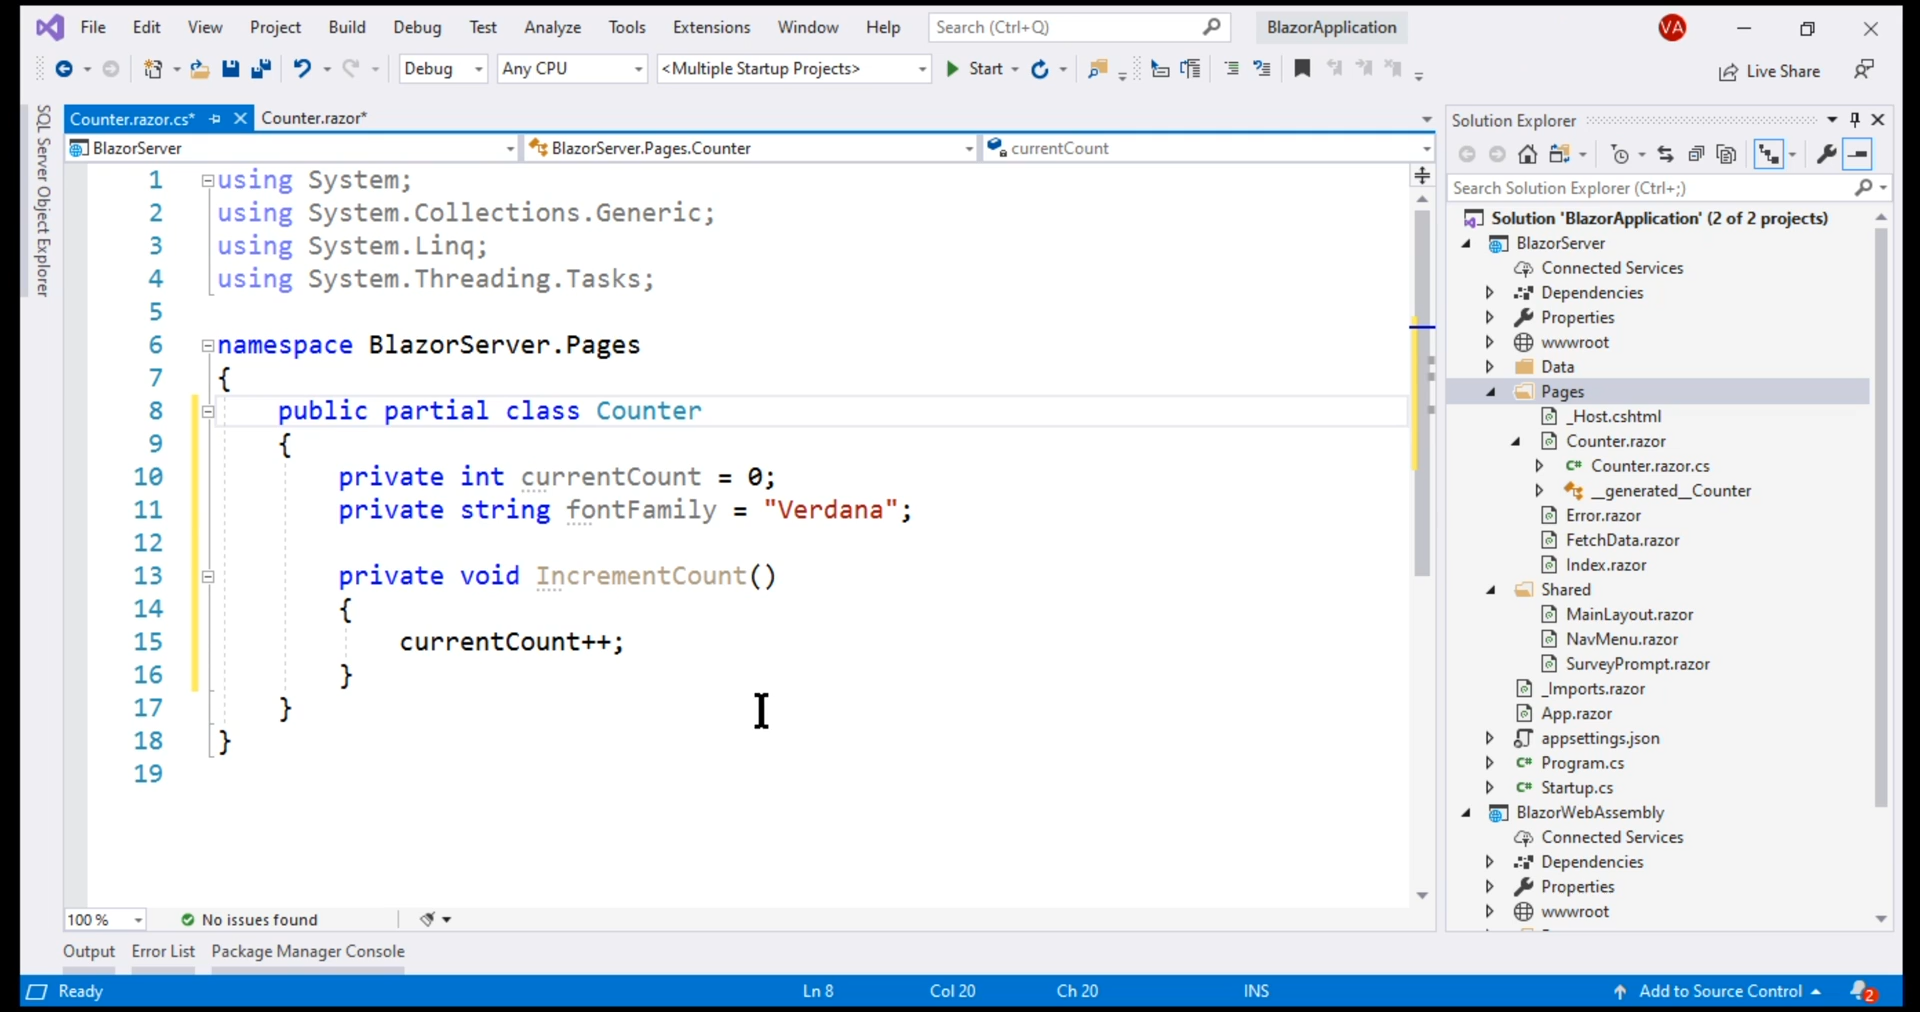 File Edit View Project Build Debug Test Analyze Tools Extensions Window Help Search (Ctrl+Q) BlazorApplication VA
Debug Any CPU <Multiple Startup Projects> Start Live Share
SQL Server Object Explorer
Counter.razor.cs* Counter.razor*
BlazorServer BlazorServer.Pages.Counter currentCount
1 using System;
2 using System.Collections.Generic;
3 using System.Linq;
4 using System.Threading.Tasks;
5
6 namespace BlazorServer.Pages
7 {
8 public partial class Counter
9 {
10 private int currentCount = 0;
11 private string fontFamily = "Verdana";
12
13 private void IncrementCount()
14 {
15 currentCount++;
16 }
17 }
18 }
19
100 % No issues found
Solution Explorer
Search Solution Explorer (Ctrl+;)
Solution 'BlazorApplication' (2 of 2 projects)
BlazorServer
Connected Services
Dependencies
Properties
wwwroot
Data
Pages
_Host.cshtml
Counter.razor
C# Counter.razor.cs
__generated__Counter
Error.razor
FetchData.razor
Index.razor
Shared
MainLayout.razor
NavMenu.razor
SurveyPrompt.razor
_Imports.razor
App.razor
appsettings.json
C# Program.cs
C# Startup.cs
BlazorWebAssembly
Connected Services
Dependencies
Properties
wwwroot
Output Error List Package Manager Console
Ready Ln 8 Col 20 Ch 20 INS Add to Source Control 2